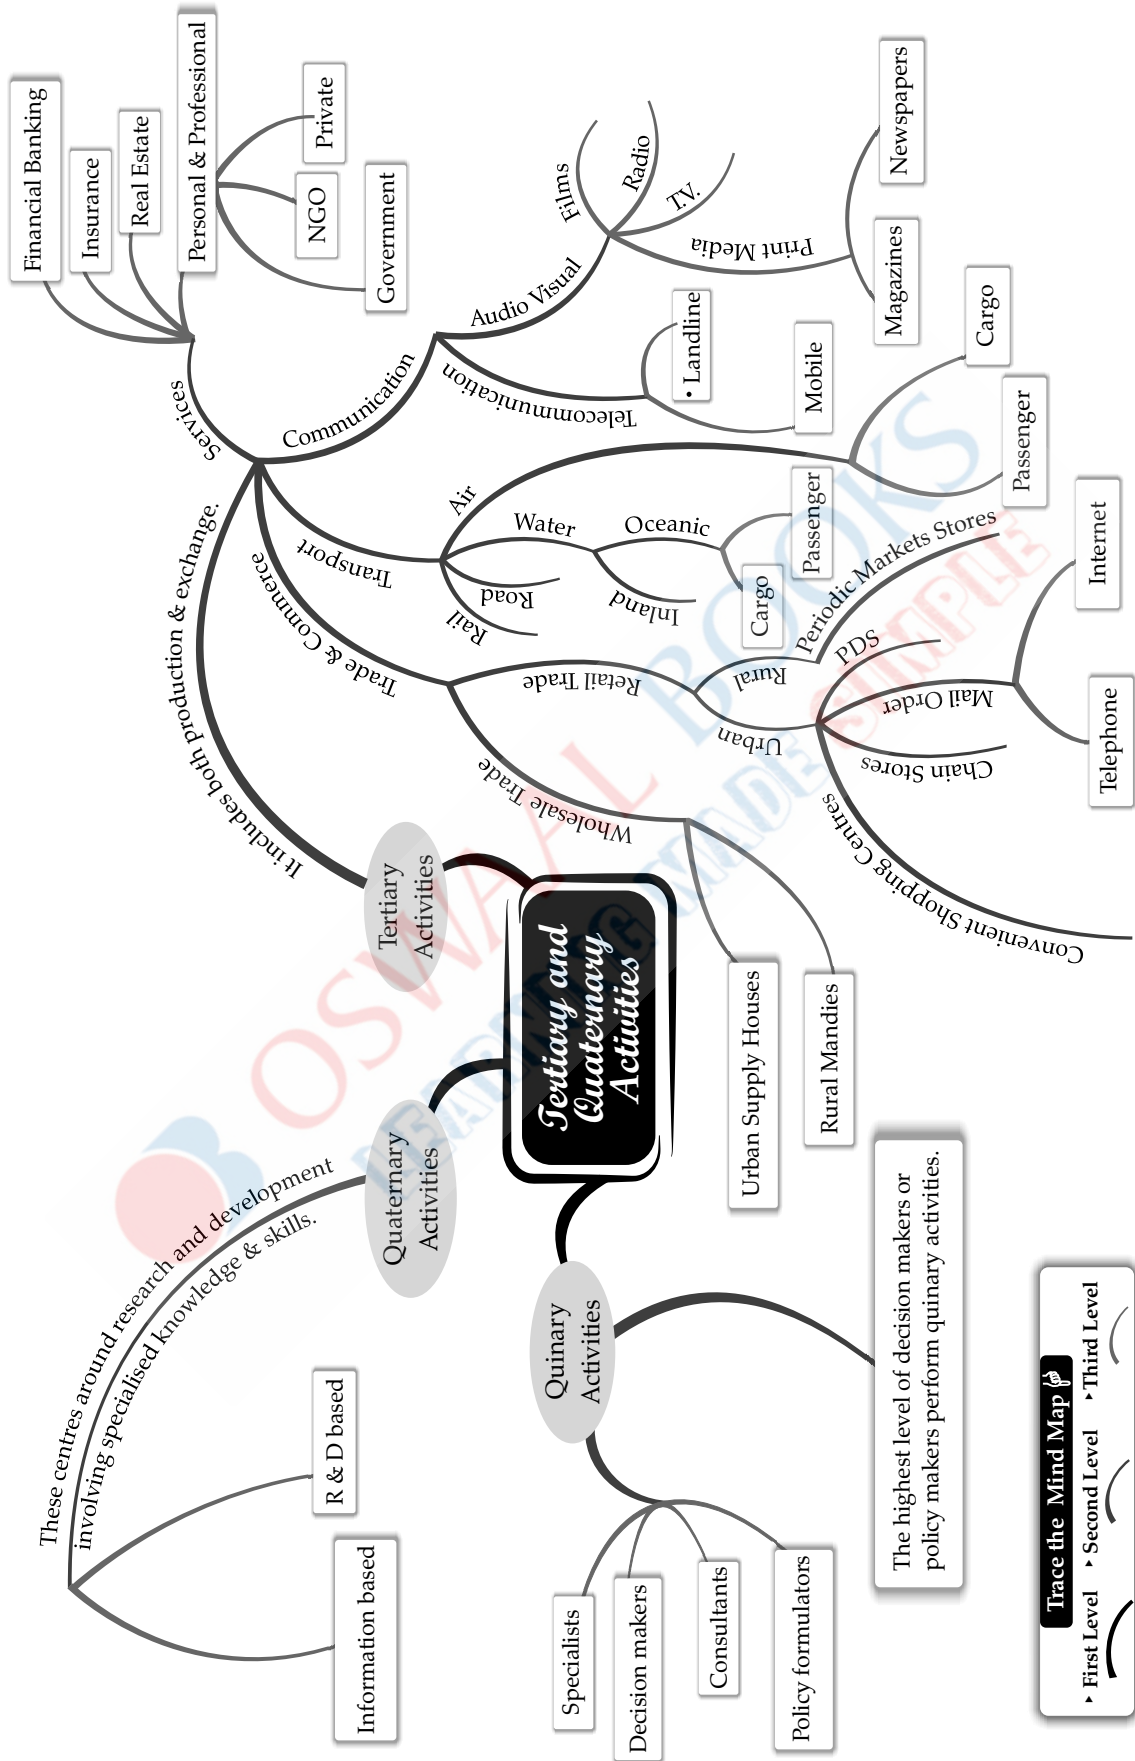 Tertiary and
Quaternary
Activities
Tertiary
Activities
It includes both production & exchange.
Services
Financial Banking
Insurance
Real Estate
Personal & Professional
Private
NGO
Government
Communication
Audio Visual
Films
Radio
T.V.
Print Media
Newspapers
Magazines
Telecommunication
• Landline
Mobile
Transport
Air
Cargo
Passenger
Water
Oceanic
Passenger
Cargo
Inland
Road
Rail
Trade & Commerce
Retail Trade
Rural
Periodic Markets Stores
Urban
PDS
Mail Order
Internet
Telephone
Chain Stores
Convenient Shopping Centres
Wholesale Trade
Urban Supply Houses
Rural Mandies
Quaternary
Activities
These centres around research and development
involving specialised knowledge & skills.
R & D based
Information based
Quinary
Activities
Specialists
Decision makers
Consultants
Policy formulators
The highest level of decision makers or
policy makers perform quinary activities.
Trace the Mind Map
First Level
Second Level
Third Level
OSWAAL BOOKS
LEARNING MADE SIMPLE